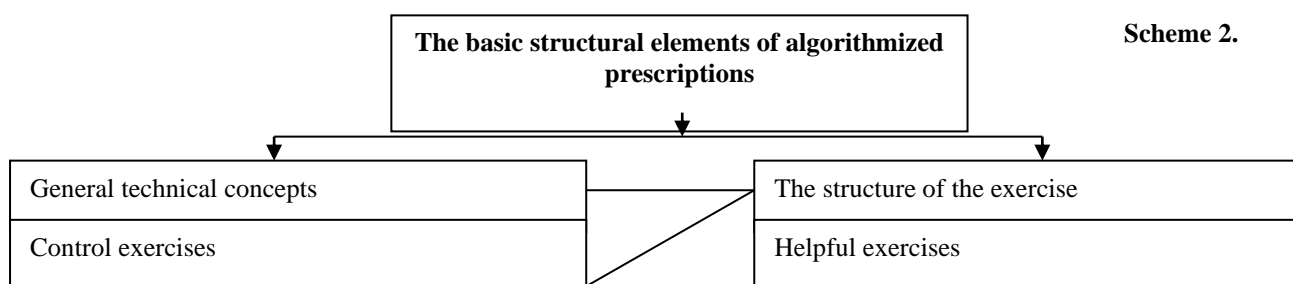 The basic structural elements of algorithmized
prescriptions
Scheme 2.
General technical concepts
The structure of the exercise
Control exercises
Helpful exercises